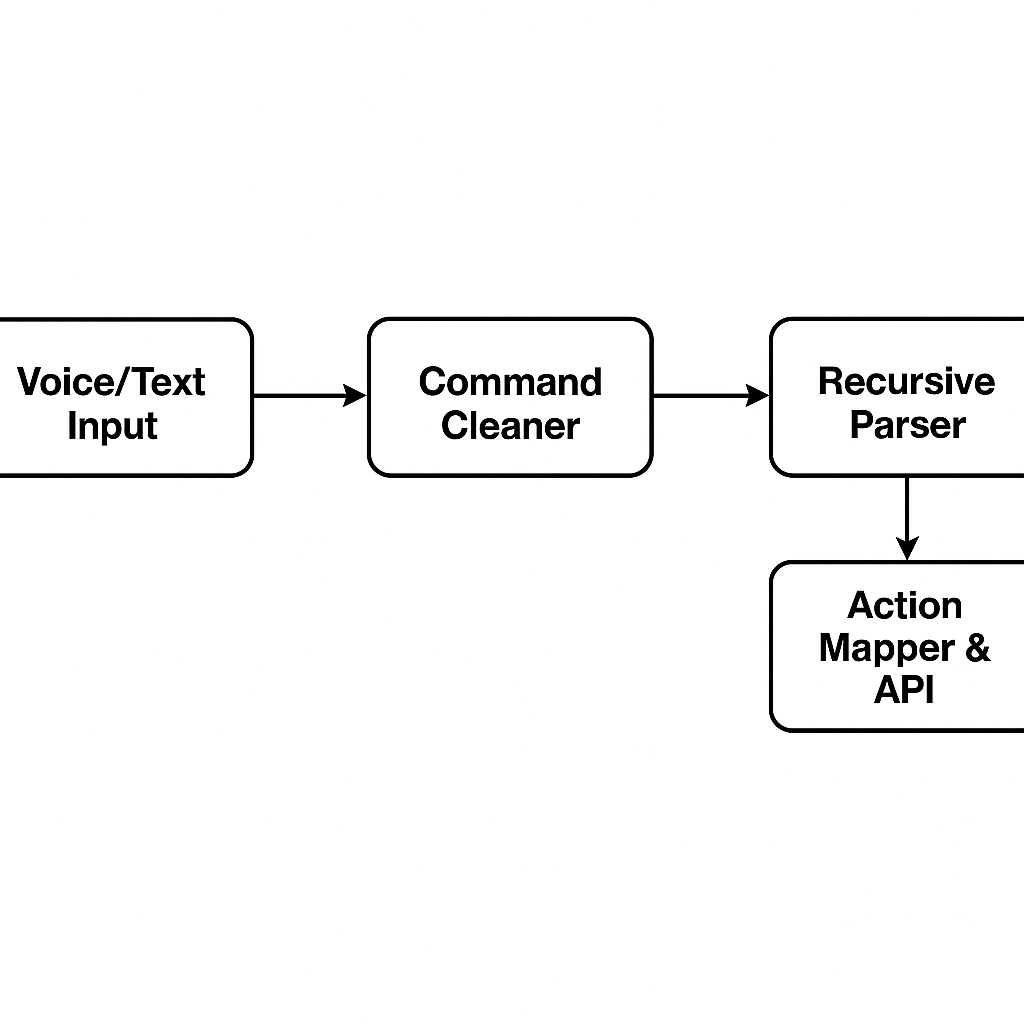 Voice/Text
Input
Command
Cleaner
Recursive
Parser
Action
Mapper &
API